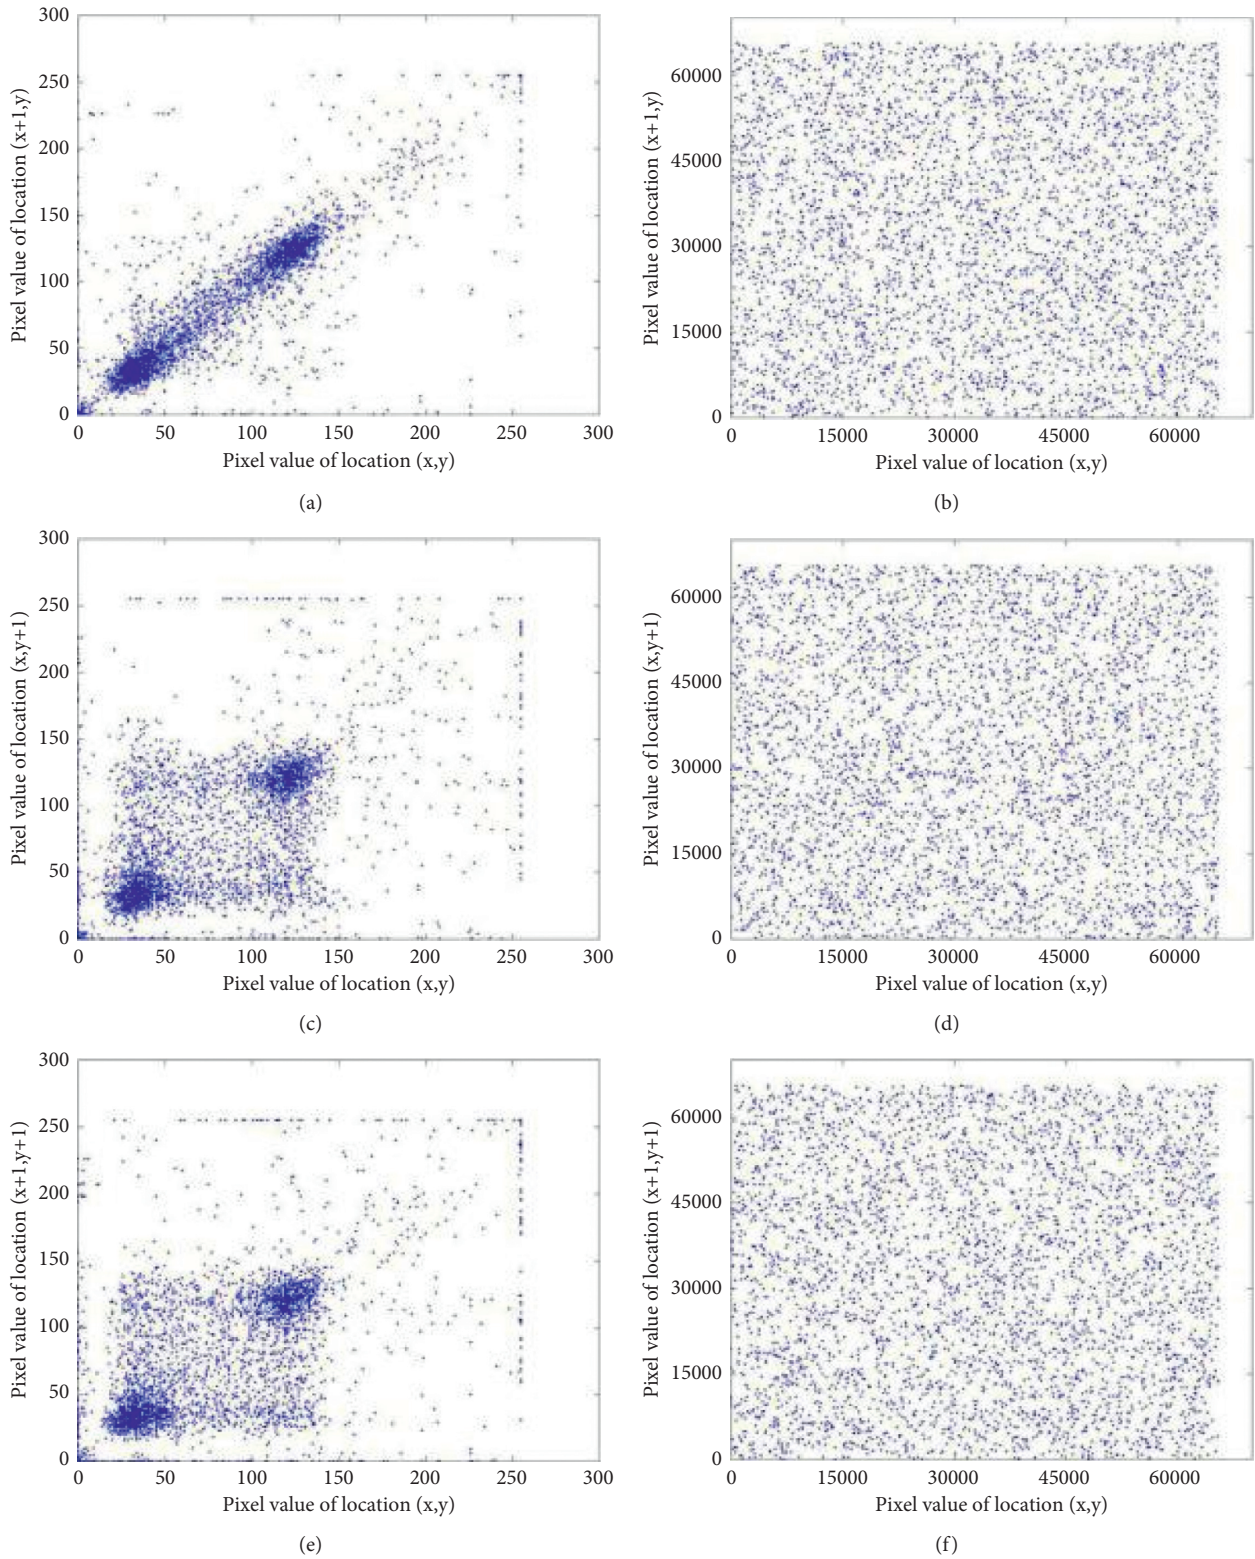 300
250
200
150
100
50
0
Pixel value of location (x+1,y)
0 50 100 150 200 250 300
Pixel value of location (x,y)
(a)
60000
45000
30000
15000
0
Pixel value of location (x+1,y)
0 15000 30000 45000 60000
Pixel value of location (x,y)
(b)
300
250
200
150
100
50
0
Pixel value of location (x,y+1)
0 50 100 150 200 250 300
Pixel value of location (x,y)
(c)
60000
45000
30000
15000
0
Pixel value of location (x,y+1)
0 15000 30000 45000 60000
Pixel value of location (x,y)
(d)
300
250
200
150
100
50
0
Pixel value of location (x+1,y+1)
0 50 100 150 200 250 300
Pixel value of location (x,y)
(e)
60000
45000
30000
15000
0
Pixel value of location (x+1,y+1)
0 15000 30000 45000 60000
Pixel value of location (x,y)
(f)